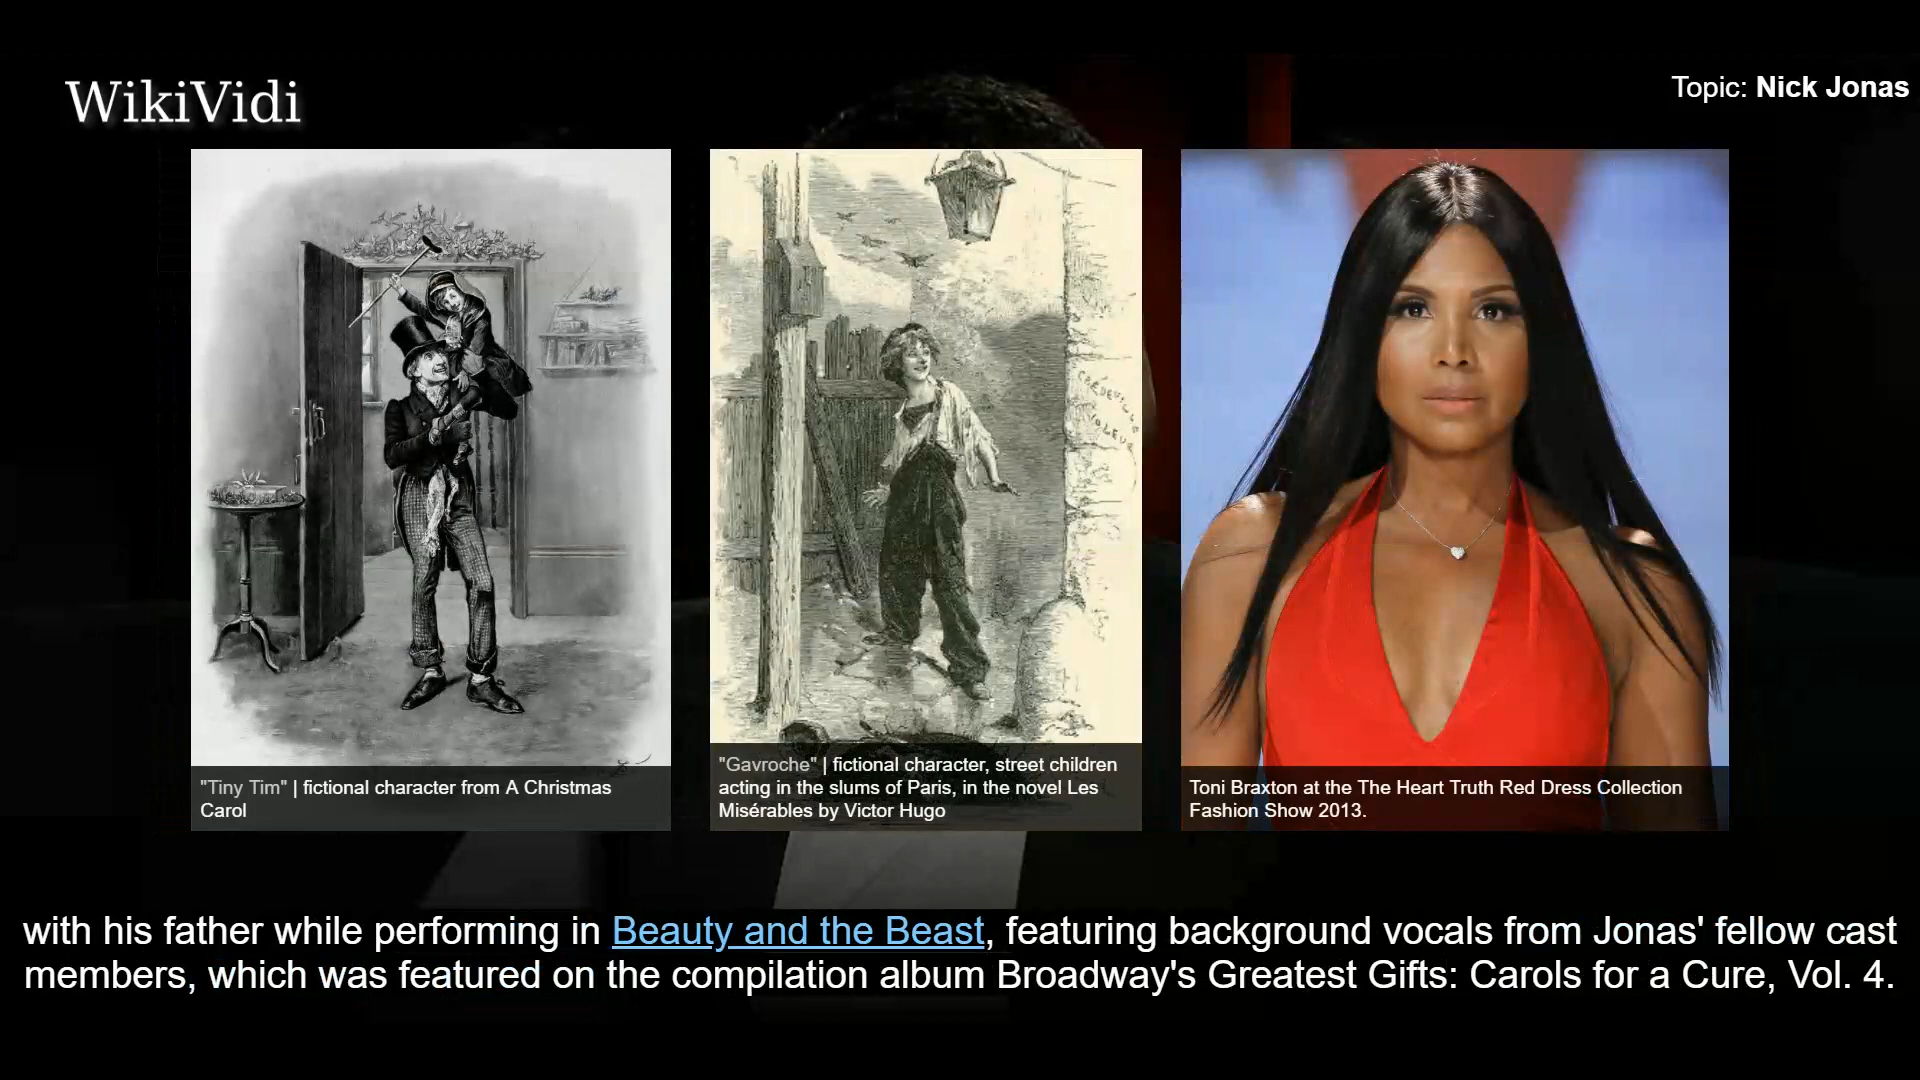 WikiVidi
Topic: Nick Jonas
"Tiny Tim" | fictional character from A Christmas
Carol
"Gavroche" | fictional character, street children
acting in the slums of Paris, in the novel Les
Misérables by Victor Hugo
Toni Braxton at the The Heart Truth Red Dress Collection
Fashion Show 2013.
with his father while performing in Beauty and the Beast, featuring background vocals from Jonas' fellow cast
members, which was featured on the compilation album Broadway's Greatest Gifts: Carols for a Cure, Vol. 4.